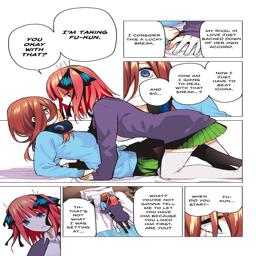 MY RIVAL IN
LOVE JUST
BACKED DOWN
OF HER OWN
ACCORD.
I CONSIDER
THIS A LUCKY
BREAK.
NOW I
JUST HAVE
TO BEAT
ICHIKA.
HOW AM I
GOING TO
DEAL WITH
THAT
SNEAK...?
AND
SO...
I'M TAKING
FU-KUN.
YOU
OKAY
WITH
THAT?
FU-
KUN...
WHEN
DID YOU
START—
WHAT?
YOU'RE NOT
GONNA TELL
ME TO LET
YOU HAVE
HIM BECAUSE
YOU LIKED
HIM FIRST,
ARE YOU?
TH-
THAT'S
NOT
WHAT I
WAS
GETTING
AT...